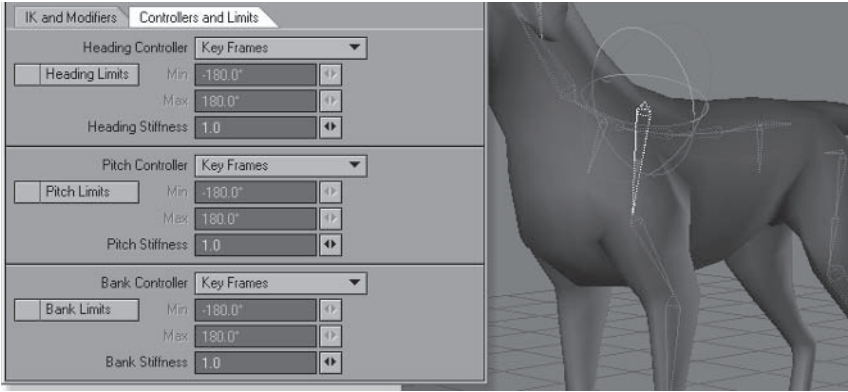 IK and Modifiers Controllers and Limits
Heading Controller Key Frames
Heading Limits Min -180.0°
Max 180.0°
Heading Stiffness 1.0
Pitch Controller Key Frames
Pitch Limits Min -180.0°
Max 180.0°
Pitch Stiffness 1.0
Bank Controller Key Frames
Bank Limits Min -180.0°
Max 180.0°
Bank Stiffness 1.0